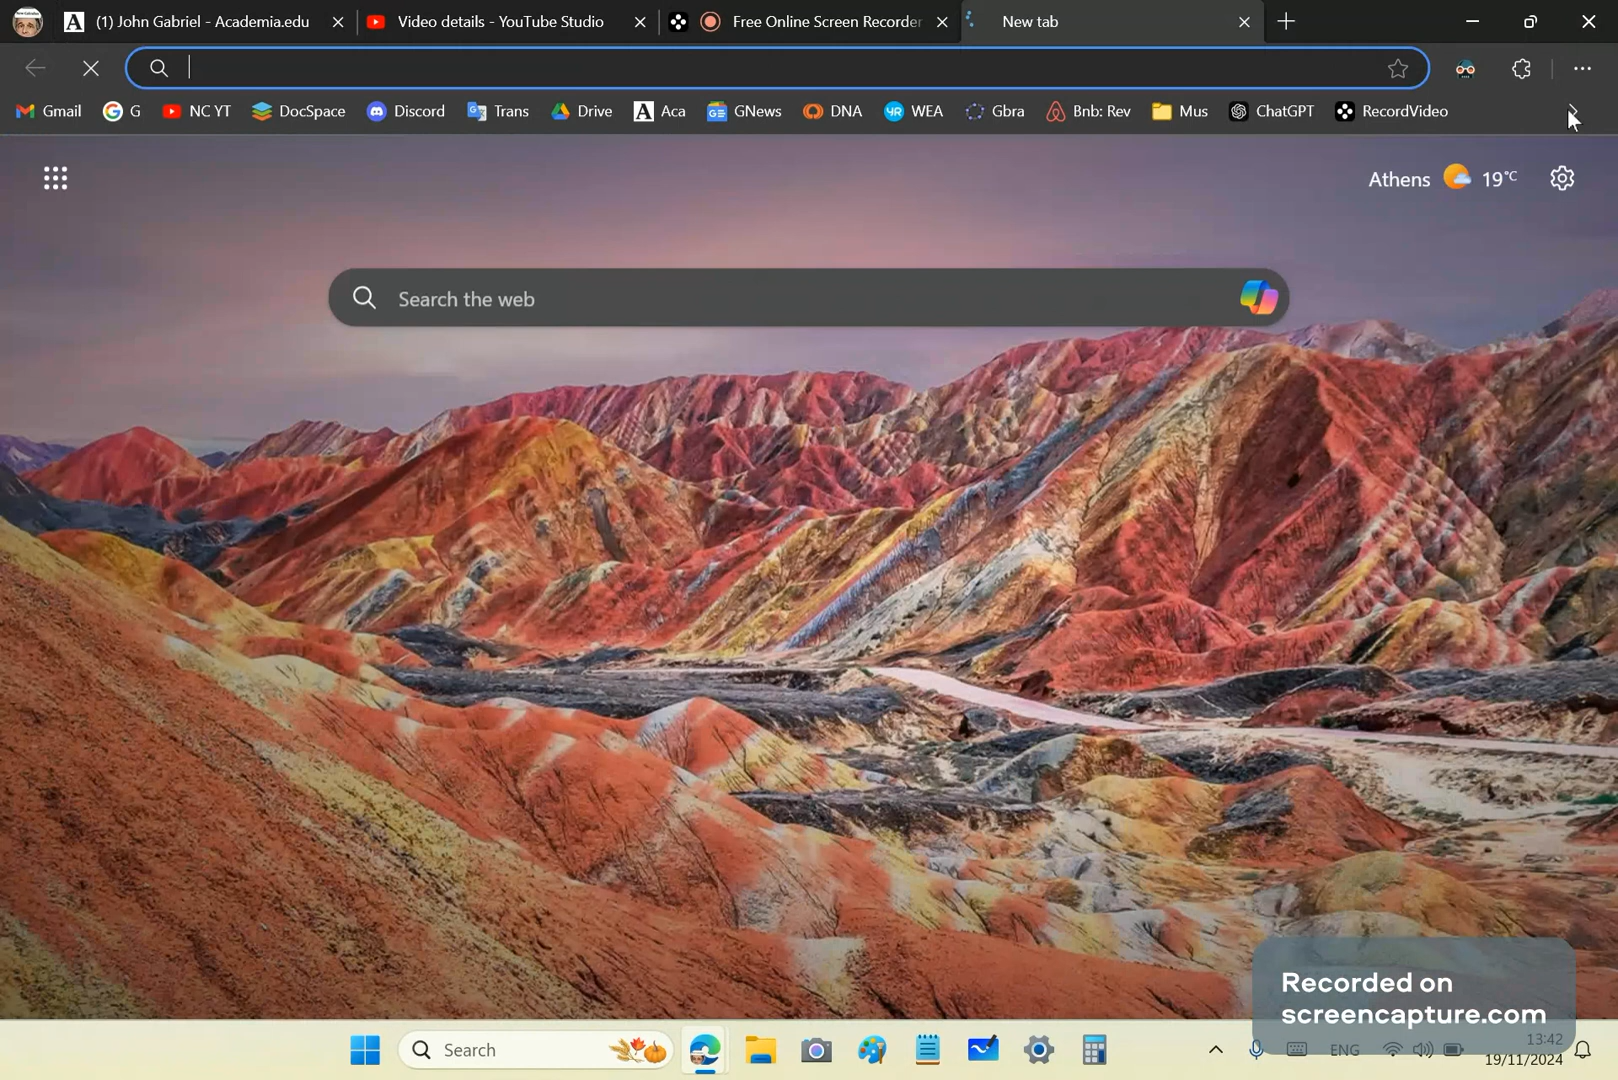 (1) John Gabriel - Academia.edu
Video details - YouTube Studio
Free Online Screen Recorder
New tab
Gmail
G
NC YT
DocSpace
Discord
Trans
Drive
Aca
GNews
DNA
WEA
Gbra
Bnb: Rev
Mus
ChatGPT
RecordVideo
Athens 19°C
Search the web
Recorded on
screencapture.com
Search
ENG
13:42
19/11/2024